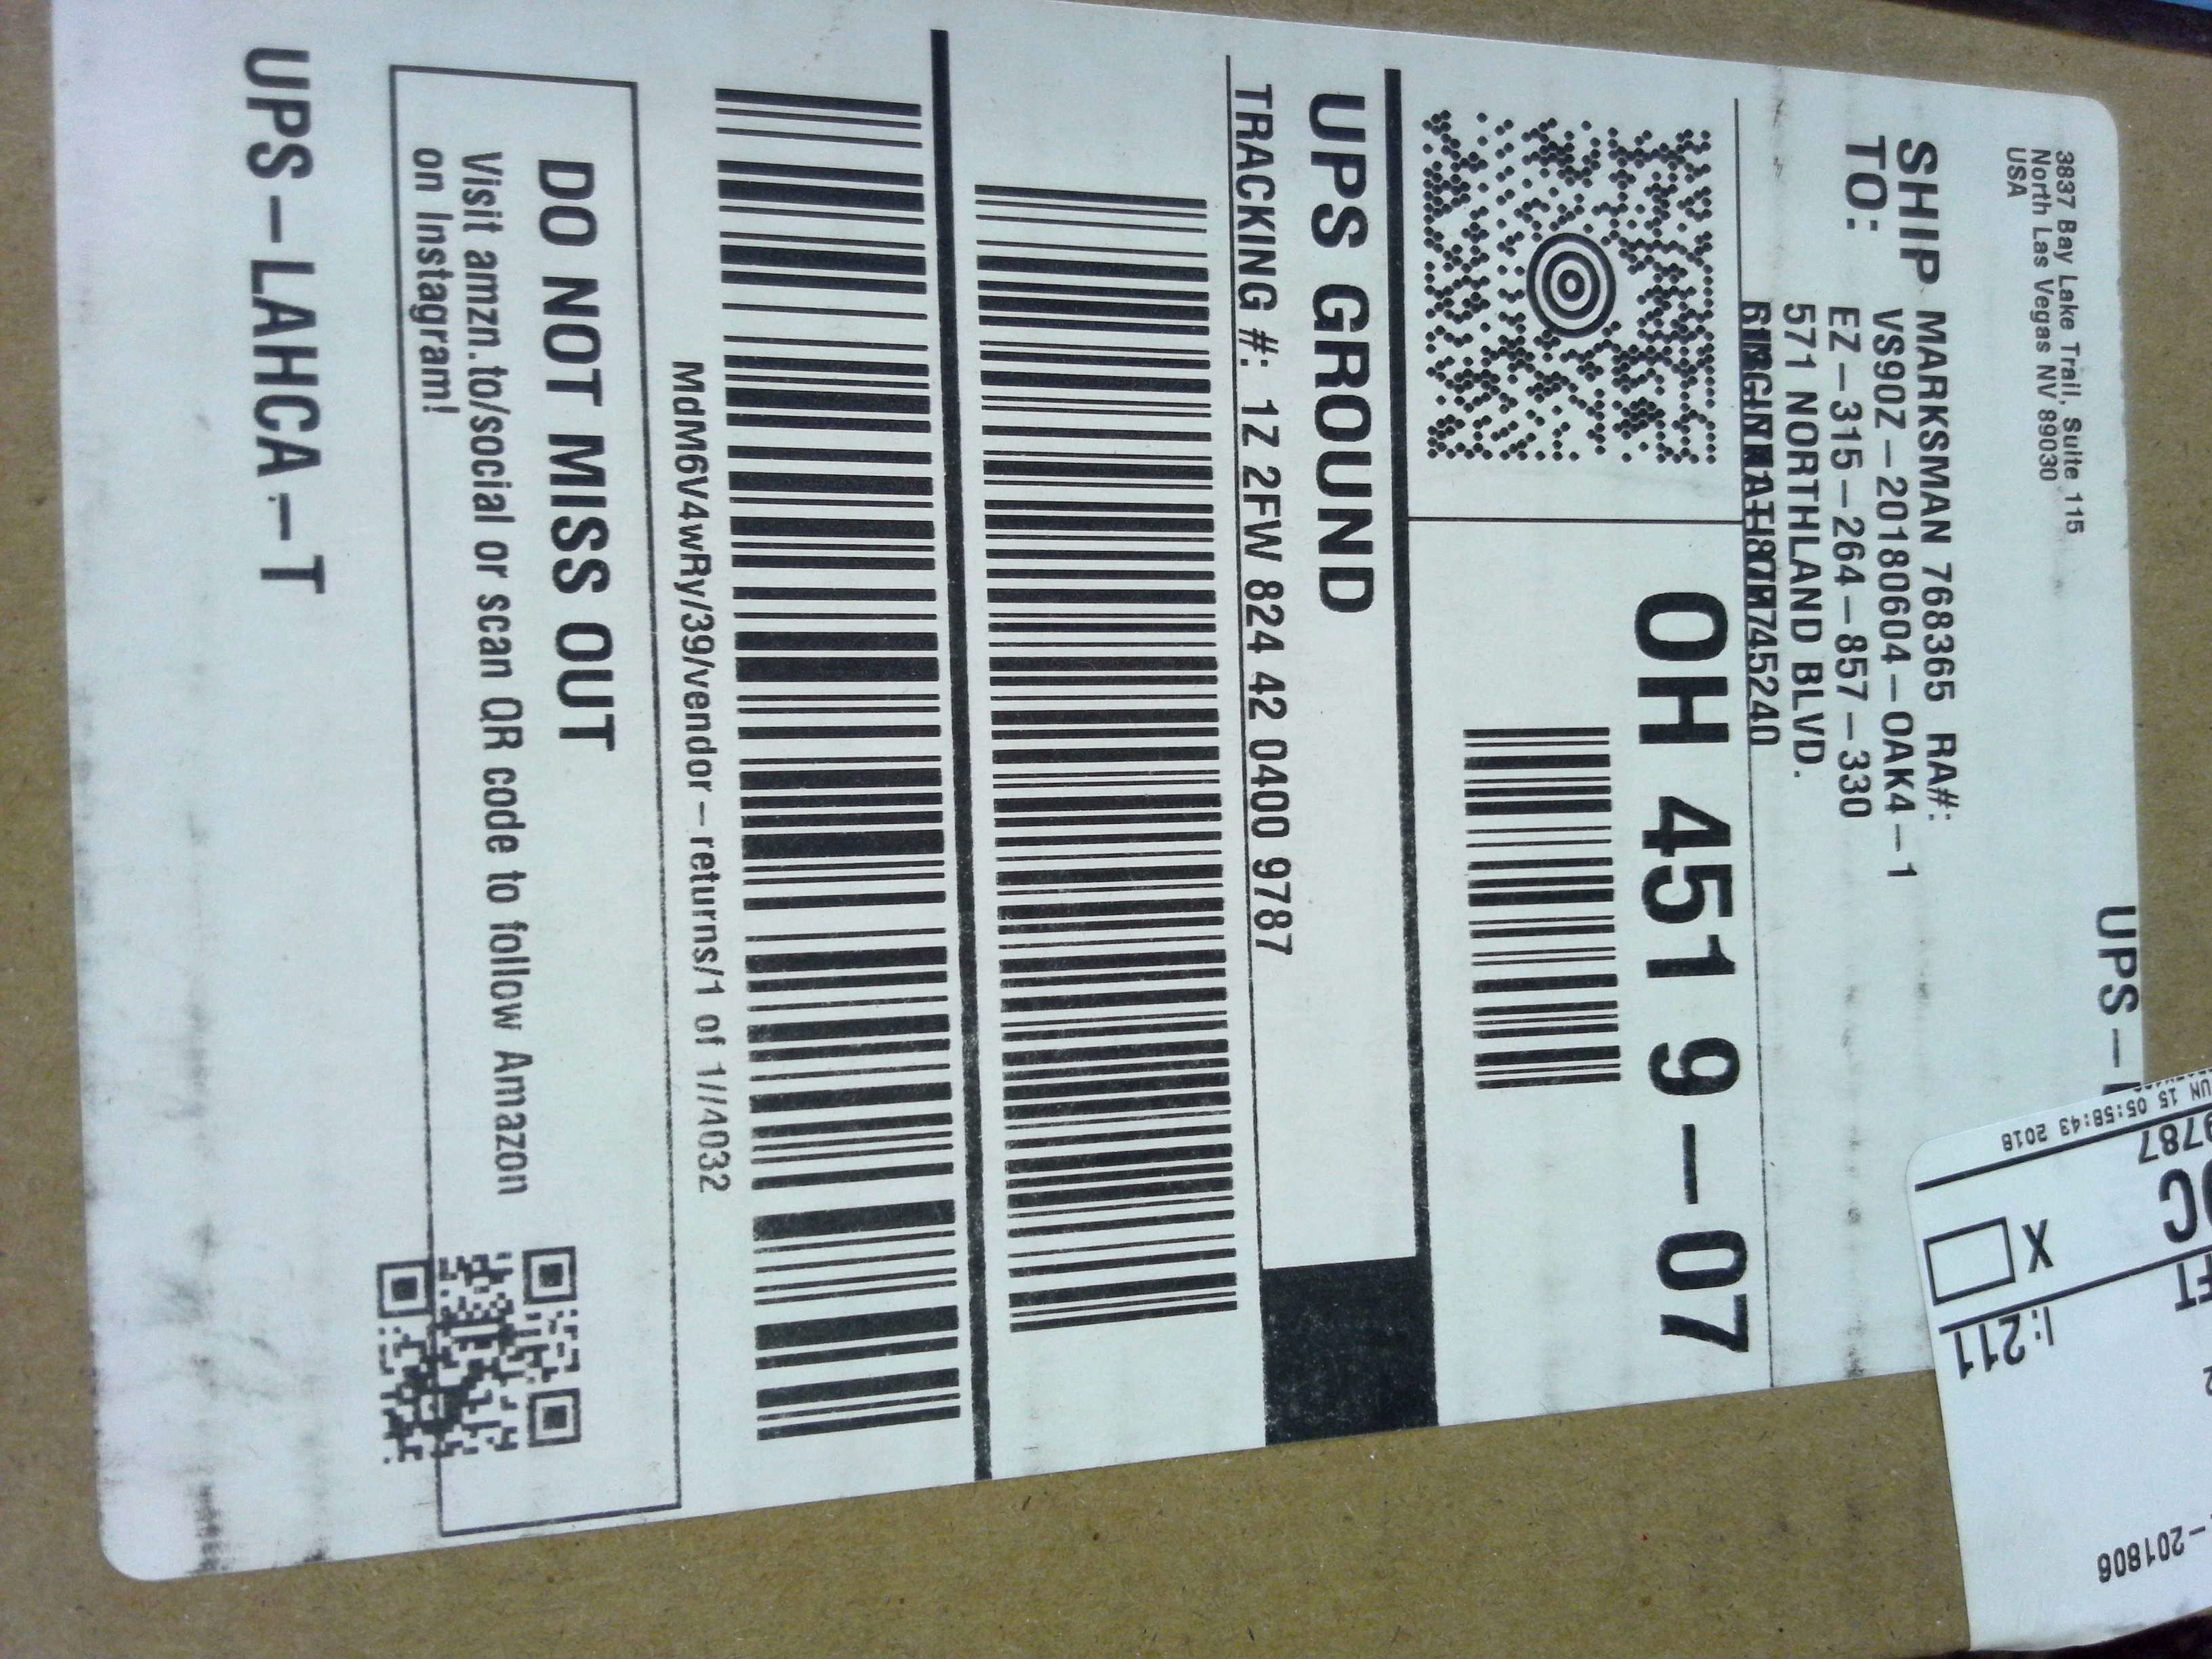 3837 Bay Lake Trail, Suite 115
North Las Vegas NV 89030
USA
UPS-
SHIP TO:
MARKSMAN 768365 RA#:
VS90Z-20180604-OAK4-1
EZ-315-264-857-330
571 NORTHLAND BLVD.
OH 451 9-07
UPS GROUND
TRACKING #: 1Z 2FW 824 42 0400 9787
MdM6V4wRy/39/vendor-returns/1 of 1//4032
DO NOT MISS OUT
Visit amzn.to/social or scan QR code to follow Amazon
on Instagram!
UPS-LAHCA-T
UN 15 05:58:43 2018
9787
X
I:211
-201806